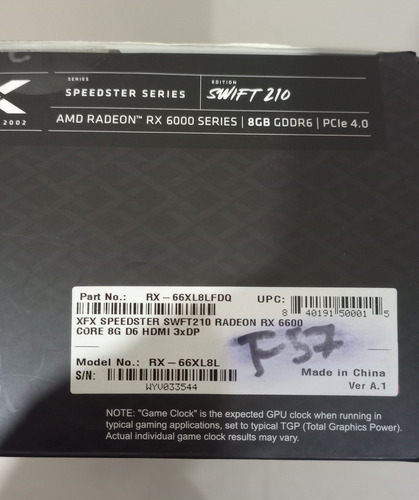 SERIES
SPEEDSTER SERIES
EDITION
SWIFT 210
2002
AMD RADEON™ RX 6000 SERIES | 8GB GDDR6 | PCIe 4.0
Part No.: RX-66XL8LFDQ UPC:
8 40191 50001 5
XFX SPEEDSTER SWFT210 RADEON RX 6600
CORE 8G D6 HDMI 3xDP
F57
Model No.: RX-66XL8L
S/N:
WYV033544
Made in China
Ver A.1
NOTE: "Game Clock" is the expected GPU clock when running in
typical gaming applications, set to typical TGP (Total Graphics Power).
Actual individual game clock results may vary.